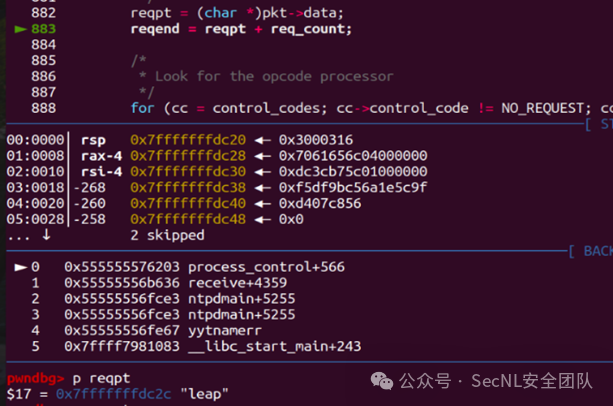 882 reqpt = (char *)pkt->data;
► 883 reqend = reqpt + req_count;
884
885 /*
886 * Look for the opcode processor
887 */
888 for (cc = control_codes; cc->control_code != NO_REQUEST; cc
[ ST
00:0000│ rsp 0x7fffffffdc20 ◂— 0x3000316
01:0008│ rax-4 0x7fffffffdc28 ◂— 0x7061656c04000000
02:0010│ rsi-4 0x7fffffffdc30 ◂— 0xdc3cb75c01000000
03:0018│-268 0x7fffffffdc38 ◂— 0xf5df9bc56a1e5c9f
04:0020│-260 0x7fffffffdc40 ◂— 0xd407c856
05:0028│-258 0x7fffffffdc48 ◂— 0x0
... ↓ 2 skipped
[ BACK
► 0 0x555555576203 process_control+566
1 0x55555556b636 receive+4359
2 0x55555556fce3 ntpdmain+5255
3 0x55555556fce3 ntpdmain+5255
4 0x55555556fe67 yytnamerr
5 0x7ffff7981083 __libc_start_main+243
pwndbg> p reqpt
$17 = 0x7fffffffdc2c "leap"
公众号 · SecNL安全团队